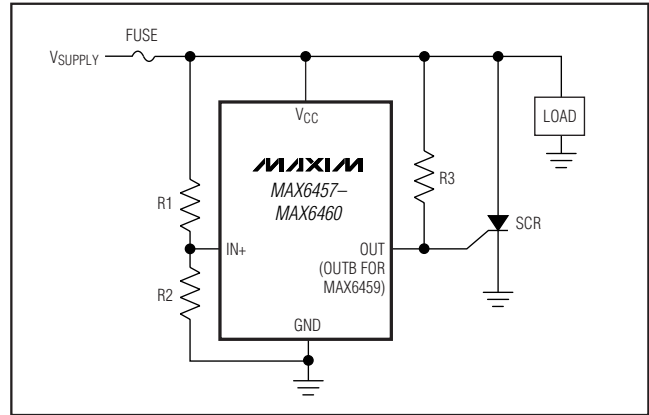 FUSE
VSUPPLY
VCC
LOAD
MAXIM
MAX6457–
MAX6460
R3
R1
SCR
IN+
OUT
(OUTB FOR
MAX6459)
R2
GND